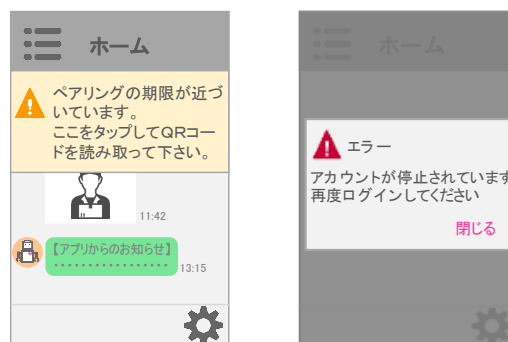 ホーム
ペアリングの期限が近づ
いています。
ここをタップしてQRコー
ドを読み取って下さい。
11:42
【アプリからのお知らせ】
・・・・・・・・・・・・・・・・・
13:15
ホーム
エラー
アカウントが停止されています
再度ログインしてください
閉じる